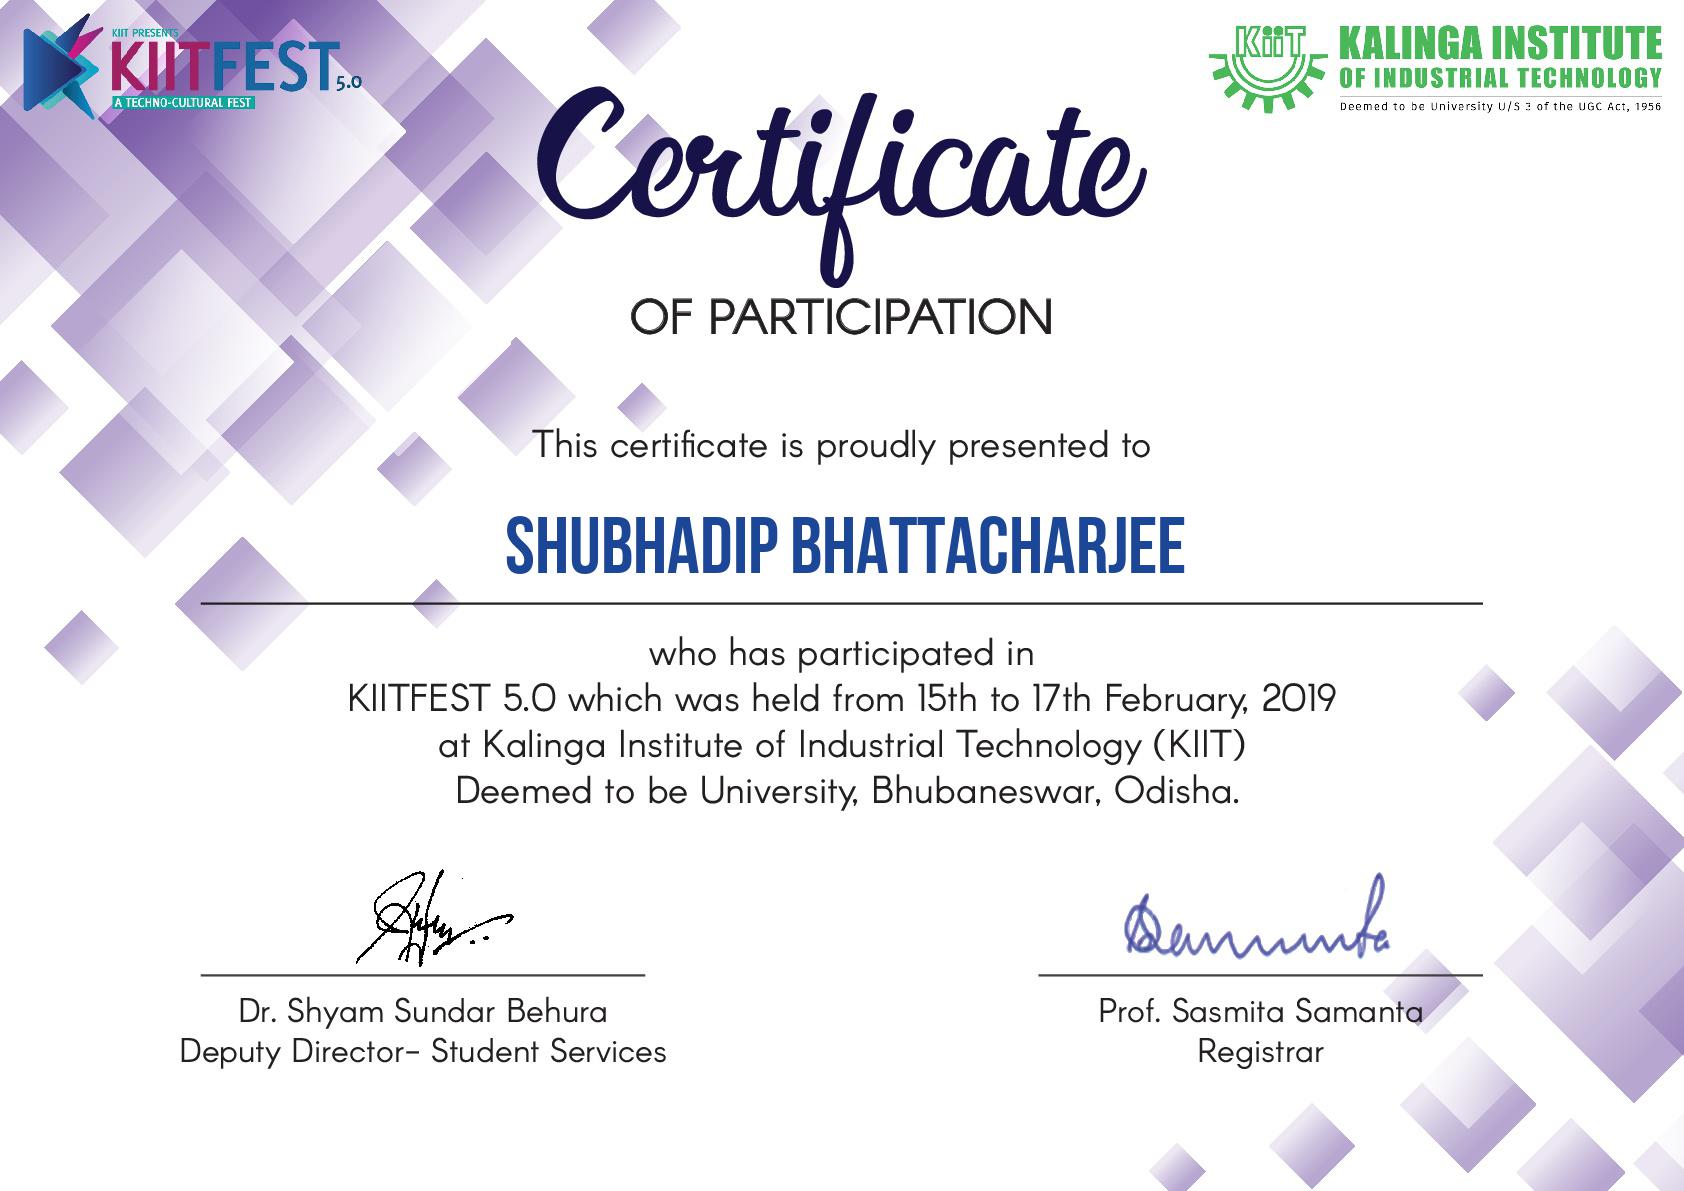 KIIT PRESENTS
KIITFEST 5.0
A TECHNO-CULTURAL FEST
KiiT
KALINGA INSTITUTE
OF INDUSTRIAL TECHNOLOGY
Deemed to be University U/S 3 of the UGC Act, 1956
Certificate
OF PARTICIPATION
This certificate is proudly presented to
SHUBHADIP BHATTACHARJEE
who has participated in
KIITFEST 5.0 which was held from 15th to 17th February, 2019
at Kalinga Institute of Industrial Technology (KIIT)
Deemed to be University, Bhubaneswar, Odisha.
Dr. Shyam Sundar Behura
Deputy Director- Student Services
Prof. Sasmita Samanta
Registrar